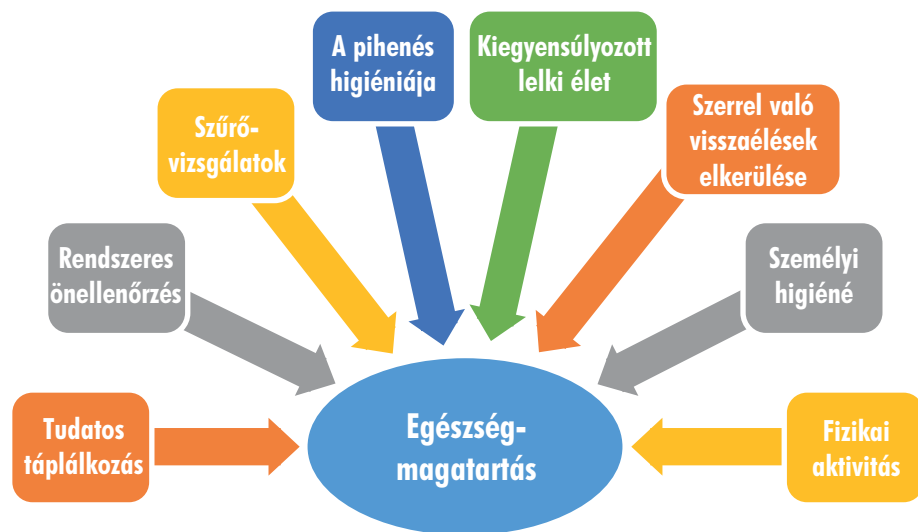 A pihenés
higiéniája
Kiegyensúlyozott
lelki élet
Szűrő-
vizsgálatok
Szerrel való
visszaélések
elkerülése
Rendszeres
önellenőrzés
Személyi
higiéné
Tudatos
táplálkozás
Egészség-
magatartás
Fizikai
aktivitás